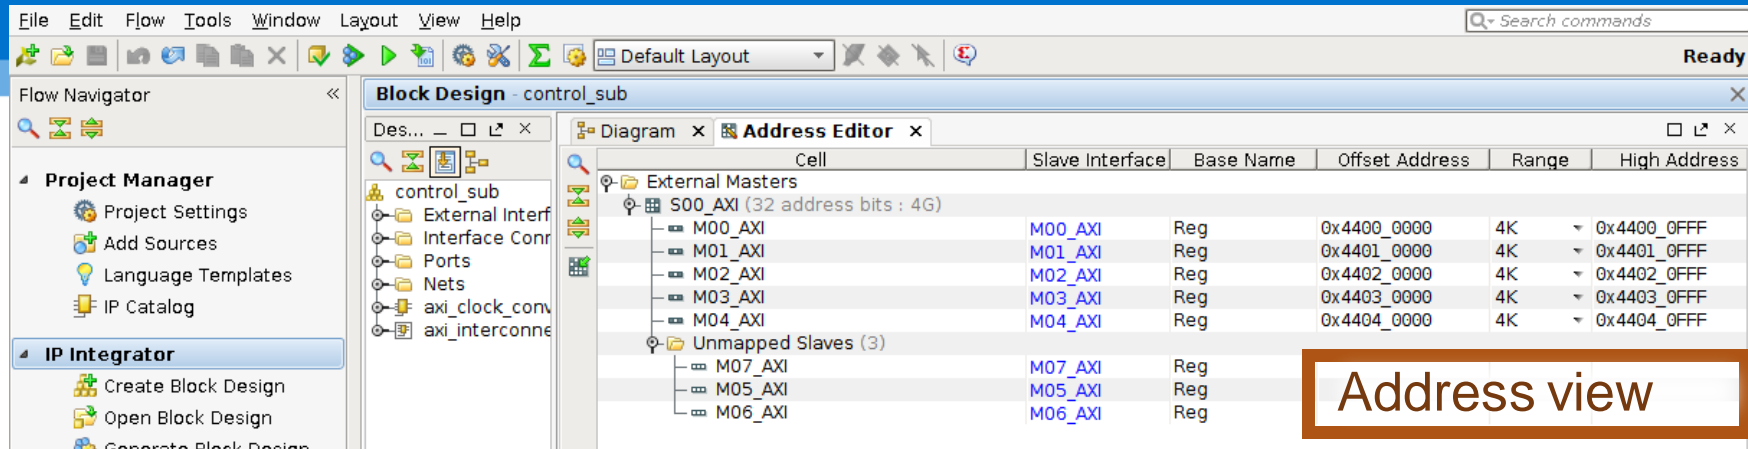 File Edit Flow Tools Window Layout View Help Search commands
Default Layout Ready
Flow Navigator
Block Design - control_sub
Des...
Diagram Address Editor
Cell Slave Interface Base Name Offset Address Range High Address
Project Manager
Project Settings
Add Sources
Language Templates
IP Catalog
IP Integrator
Create Block Design
Open Block Design
Generate Block Design
control_sub
External Interf
Interface Conr
Ports
Nets
axi_clock_conv
axi_interconne
External Masters
S00_AXI (32 address bits : 4G)
M00_AXI M00_AXI Reg 0x4400_0000 4K 0x4400_0FFF
M01_AXI M01_AXI Reg 0x4401_0000 4K 0x4401_0FFF
M02_AXI M02_AXI Reg 0x4402_0000 4K 0x4402_0FFF
M03_AXI M03_AXI Reg 0x4403_0000 4K 0x4403_0FFF
M04_AXI M04_AXI Reg 0x4404_0000 4K 0x4404_0FFF
Unmapped Slaves (3)
M07_AXI M07_AXI Reg
M05_AXI M05_AXI Reg
M06_AXI M06_AXI Reg
Address view